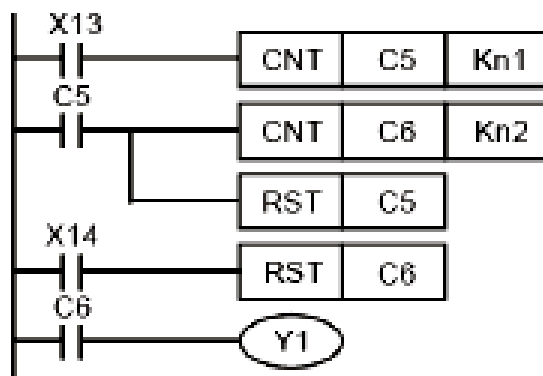 X13
CNT C5 Kn1
C5
CNT C6 Kn2
RST C5
X14
RST C6
C6
Y1